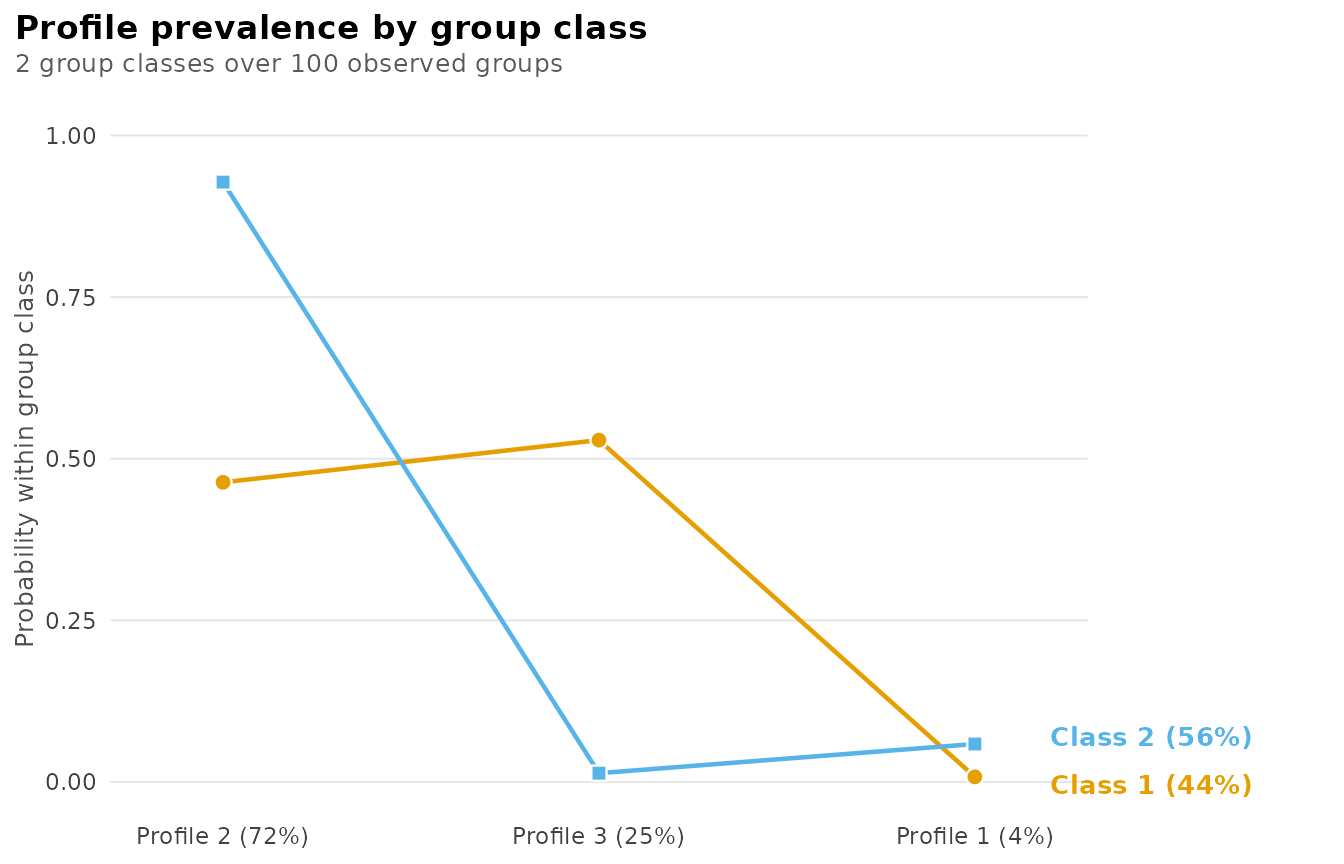 Profile prevalence by group class
2 group classes over 100 observed groups
Probability within group class
1.00
0.75
0.50
0.25
0.00
Class 2 (56%)
Class 1 (44%)
Profile 2 (72%)
Profile 3 (25%)
Profile 1 (4%)